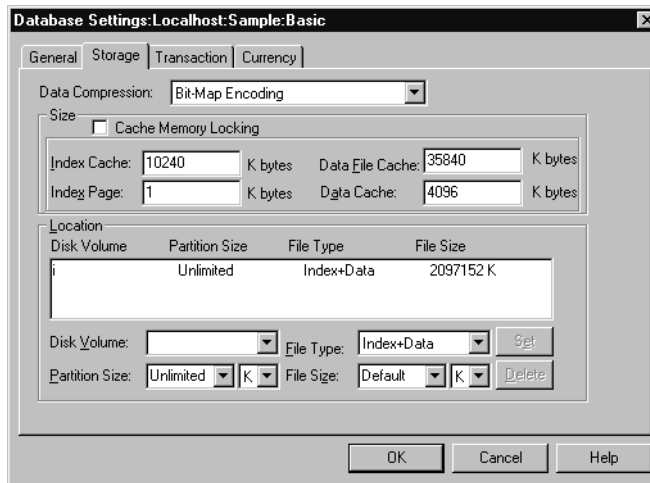 Database Settings:Localhost:Sample:Basic
General Storage Transaction Currency
Data Compression: Bit-Map Encoding
Size
Cache Memory Locking
Index Cache: 10240 K bytes Data File Cache: 35840 K bytes
Index Page: 1 K bytes Data Cache: 4096 K bytes
Location
Disk Volume Partition Size File Type File Size
i Unlimited Index+Data 2097152 K
Disk Volume: File Type: Index+Data Set
Partition Size: Unlimited K File Size: Default K Delete
OK Cancel Help